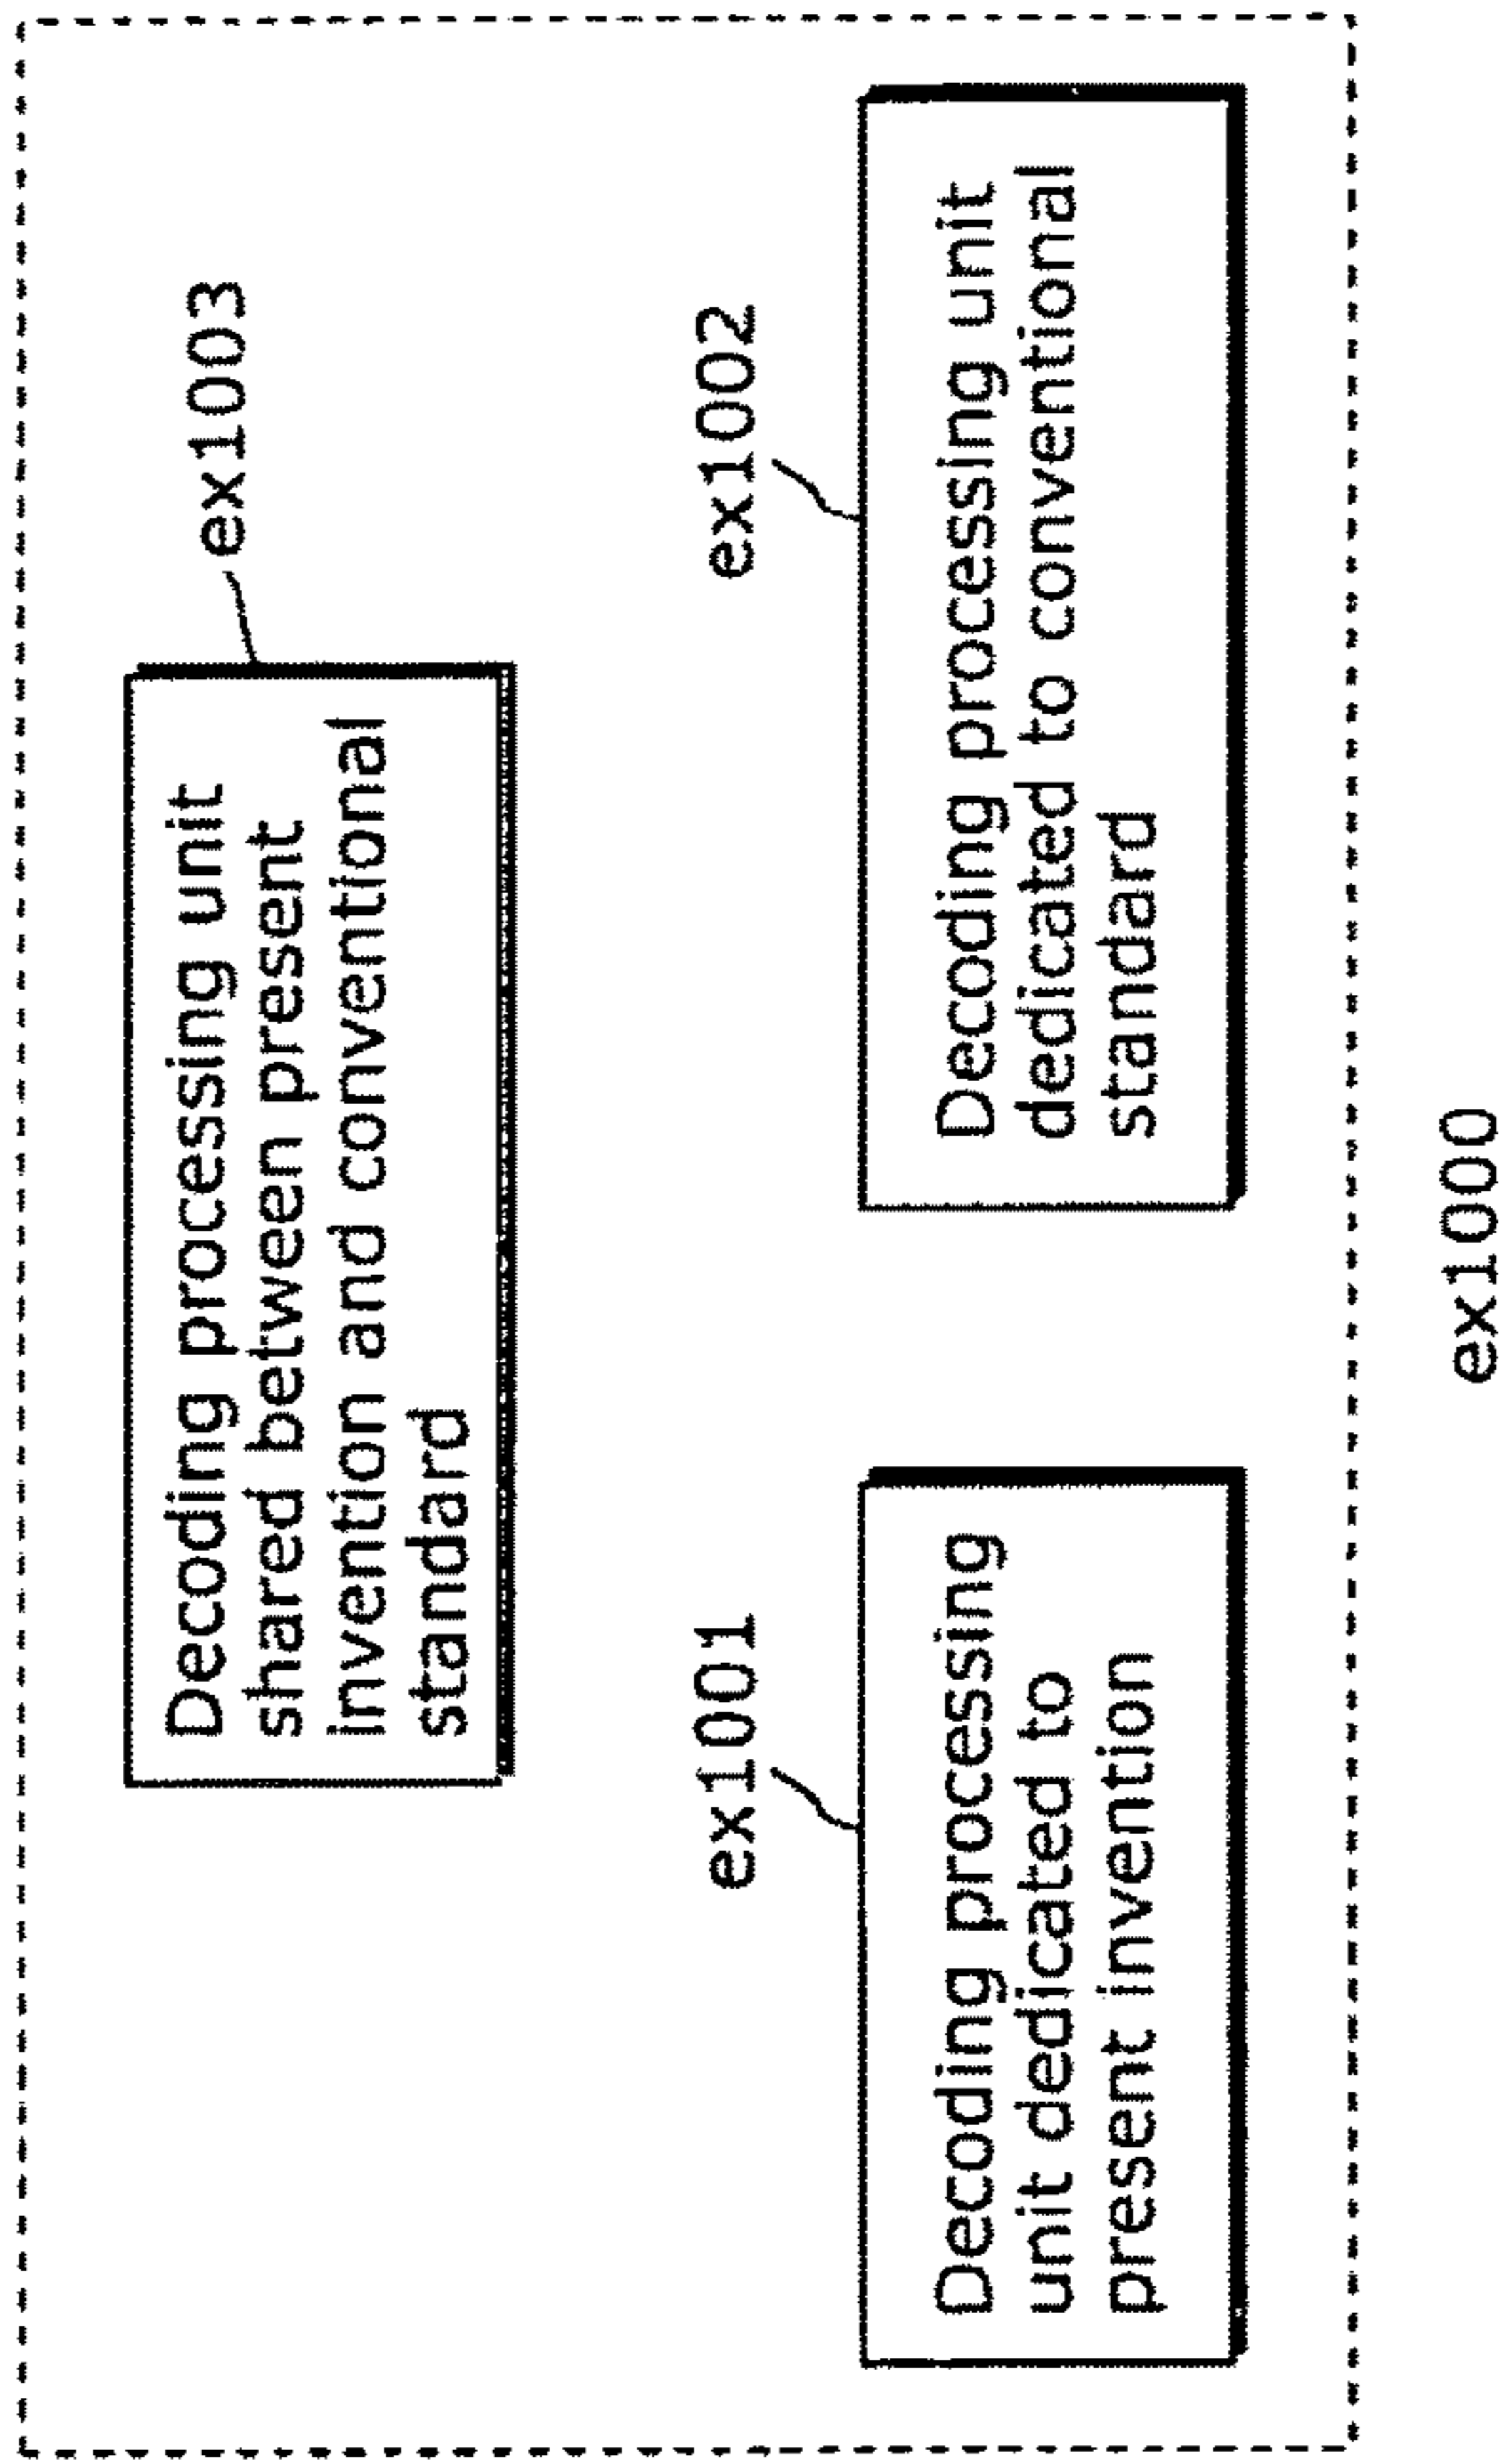 ex1003
Decoding processing unit
shared between present
invention and conventional
standard
ex1001
Decoding processing
unit dedicated to
present invention
ex1002
Decoding processing unit
dedicated to conventional
standard
ex1000